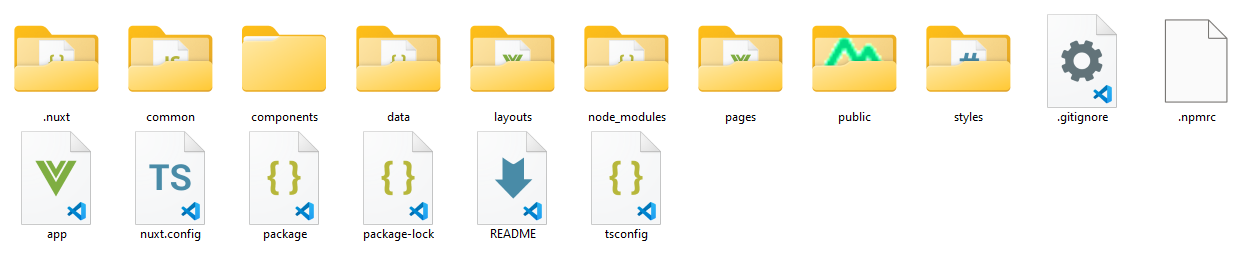 .nuxt common components data layouts node_modules pages public styles .gitignore .npmrc
TS
app nuxt.config package package-lock README tsconfig